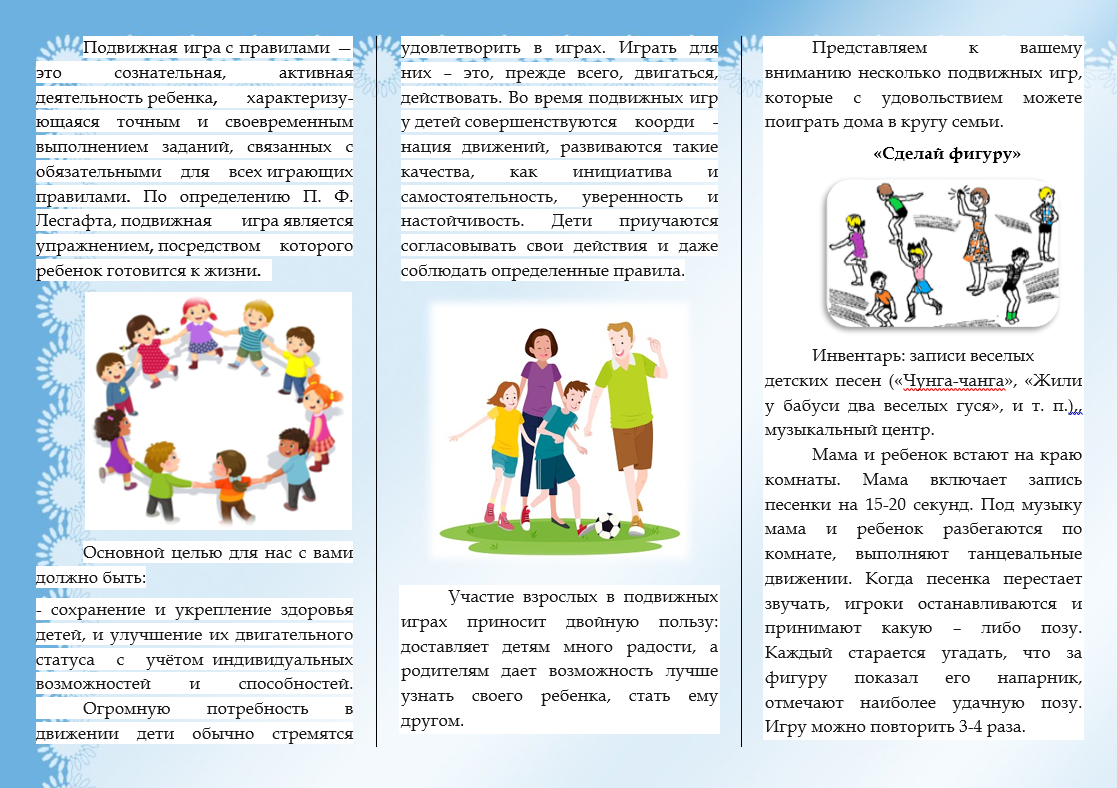 Подвижная игра с правилами —
это сознательная, активная
деятельность ребенка, характеризу-
ющаяся точным и своевременным
выполнением заданий, связанных с
обязательными для всех играющих
правилами. По определению П. Ф.
Лесгафта, подвижная игра является
упражнением, посредством которого
ребенок готовится к жизни.
Основной целью для нас с вами
должно быть:
- сохранение и укрепление здоровья
детей, и улучшение их двигательного
статуса с учётом индивидуальных
возможностей и способностей.
Огромную потребность в
движении дети обычно стремятся
удовлетворить в играх. Играть для
них – это, прежде всего, двигаться,
действовать. Во время подвижных игр
у детей совершенствуются коорди -
нация движений, развиваются такие
качества, как инициатива и
самостоятельность, уверенность и
настойчивость. Дети приучаются
согласовывать свои действия и даже
соблюдать определенные правила.
Участие взрослых в подвижных
играх приносит двойную пользу:
доставляет детям много радости, а
родителям дает возможность лучше
узнать своего ребенка, стать ему
другом.
Представляем к вашему
вниманию несколько подвижных игр,
которые с удовольствием можете
поиграть дома в кругу семьи.
«Сделай фигуру»
Инвентарь: записи веселых
детских песен («Чунга-чанга», «Жили
у бабуси два веселых гуся», и т. п.),,
музыкальный центр.
Мама и ребенок встают на краю
комнаты. Мама включает запись
песенки на 15-20 секунд. Под музыку
мама и ребенок разбегаются по
комнате, выполняют танцевальные
движении. Когда песенка перестает
звучать, игроки останавливаются и
принимают какую – либо позу.
Каждый старается угадать, что за
фигуру показал его напарник,
отмечают наиболее удачную позу.
Игру можно повторить 3-4 раза.